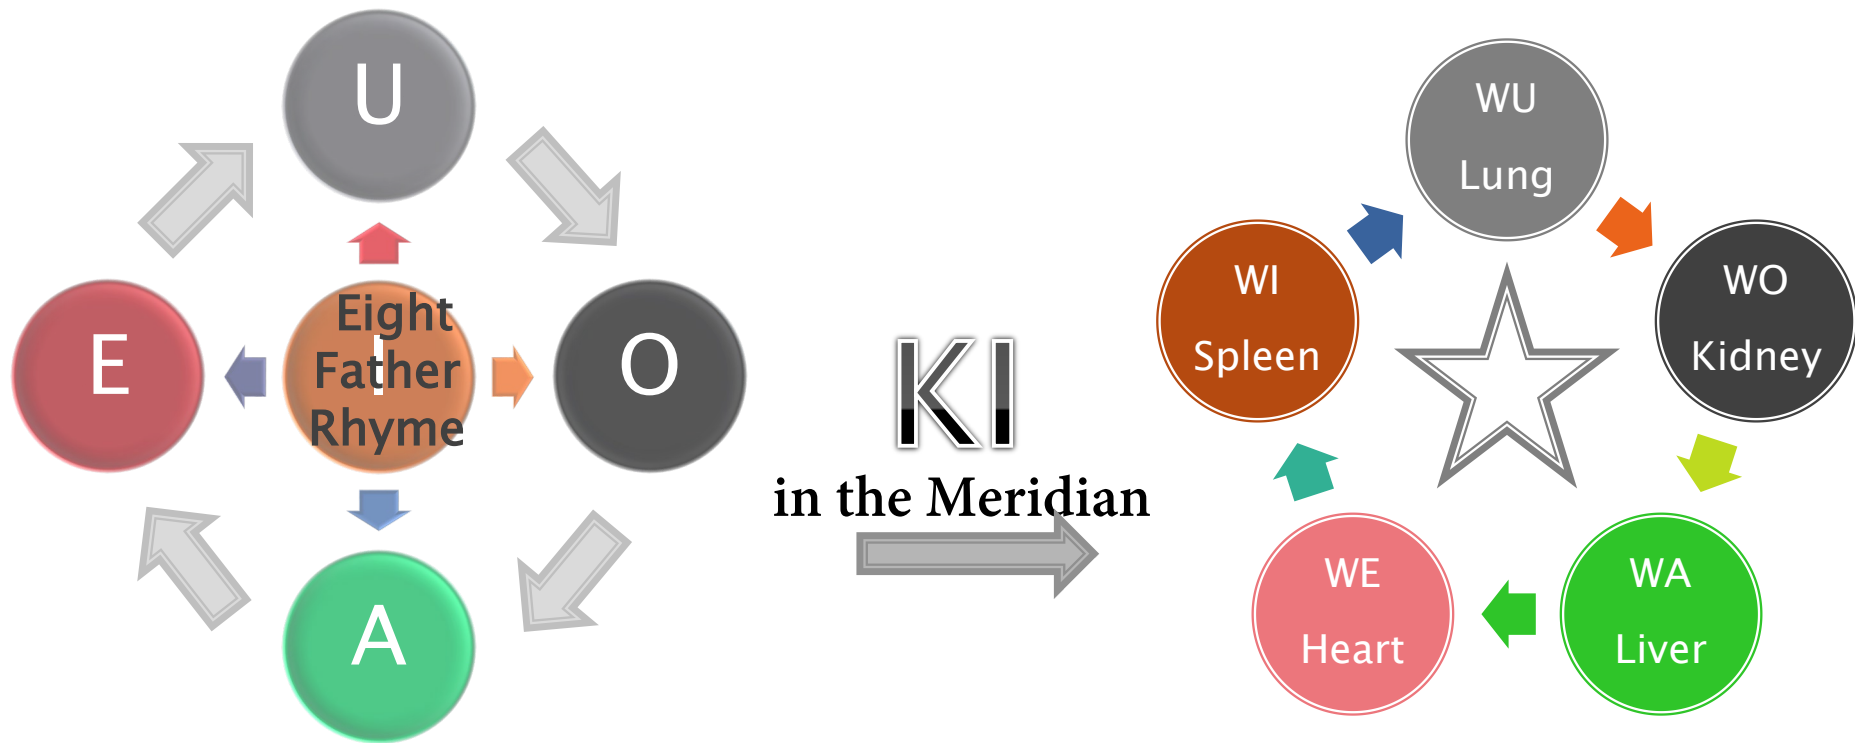 U
E
I
Eight
Father
Rhyme
O
A
KI
in the Meridian
WU
Lung
WI
Spleen
WO
Kidney
WE
Heart
WA
Liver